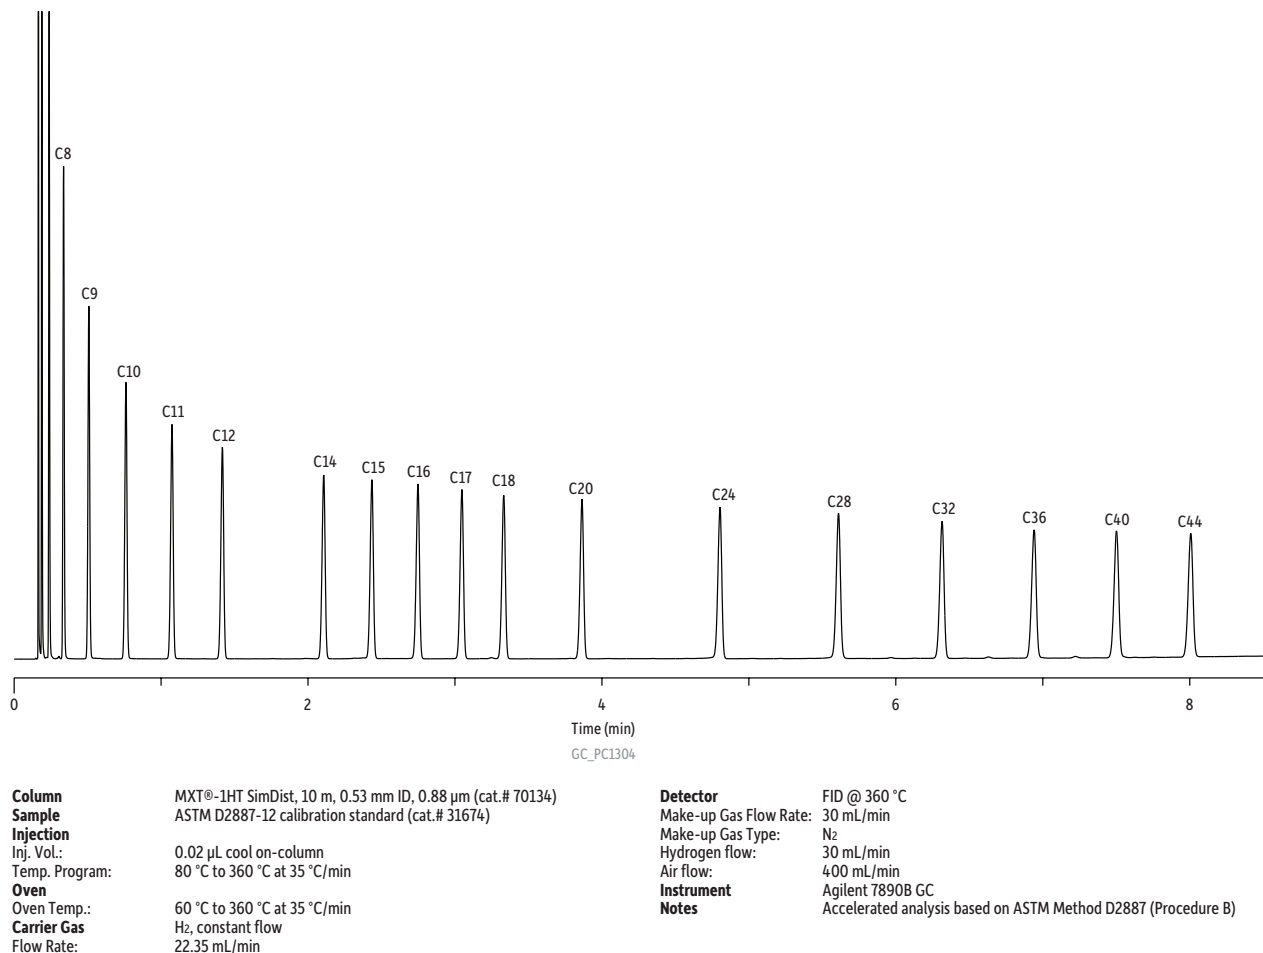 C8
C9
C10
C11
C12
C14
C15
C16
C17
C18
C20
C24
C28
C32
C36
C40
C44
0 2 4 6 8
Time (min)
GC_PC1304
Column MXT®-1HT SimDist, 10 m, 0.53 mm ID, 0.88 µm (cat.# 70134)
Sample ASTM D2887-12 calibration standard (cat.# 31674)
Injection
Inj. Vol.: 0.02 µL cool on-column
Temp. Program: 80 °C to 360 °C at 35 °C/min
Oven
Oven Temp.: 60 °C to 360 °C at 35 °C/min
Carrier Gas H2, constant flow
Flow Rate: 22.35 mL/min
Detector FID @ 360 °C
Make-up Gas Flow Rate: 30 mL/min
Make-up Gas Type: N2
Hydrogen flow: 30 mL/min
Air flow: 400 mL/min
Instrument Agilent 7890B GC
Notes Accelerated analysis based on ASTM Method D2887 (Procedure B)